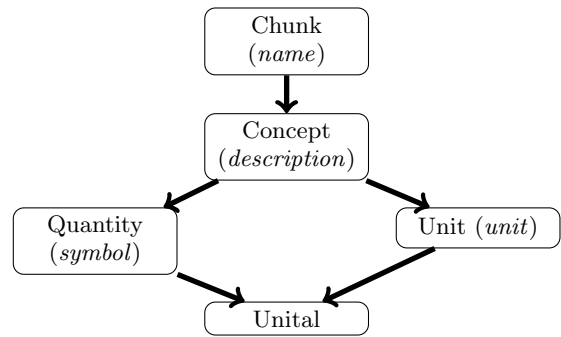 Chunk
(name)
Concept
(description)
Quantity
(symbol)
Unit (unit)
Unital